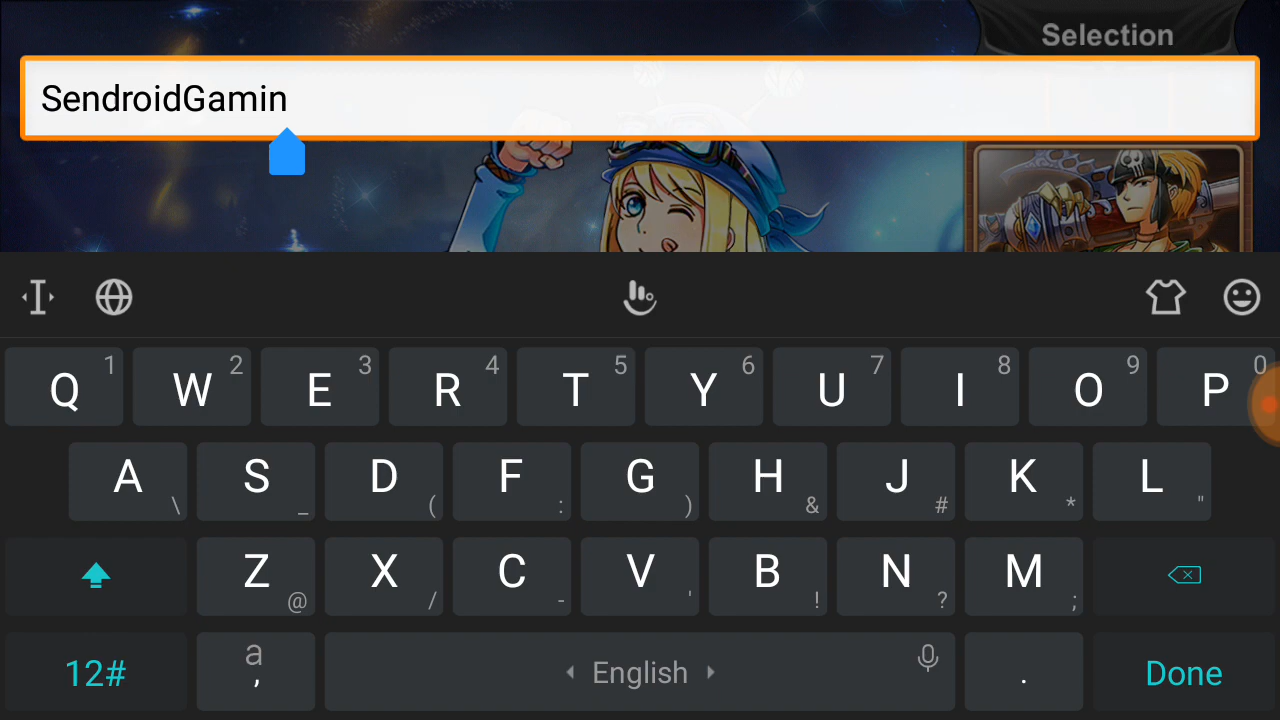 Selection
SendroidGamin
Q 1 W 2 E 3 R 4 T 5 Y 6 U 7 I 8 O 9 P 0
A \ S _ D ( F : G ) H & J # K * L "
Z @ X / C - V ' B ! N ? M ;
12# a , English . Done